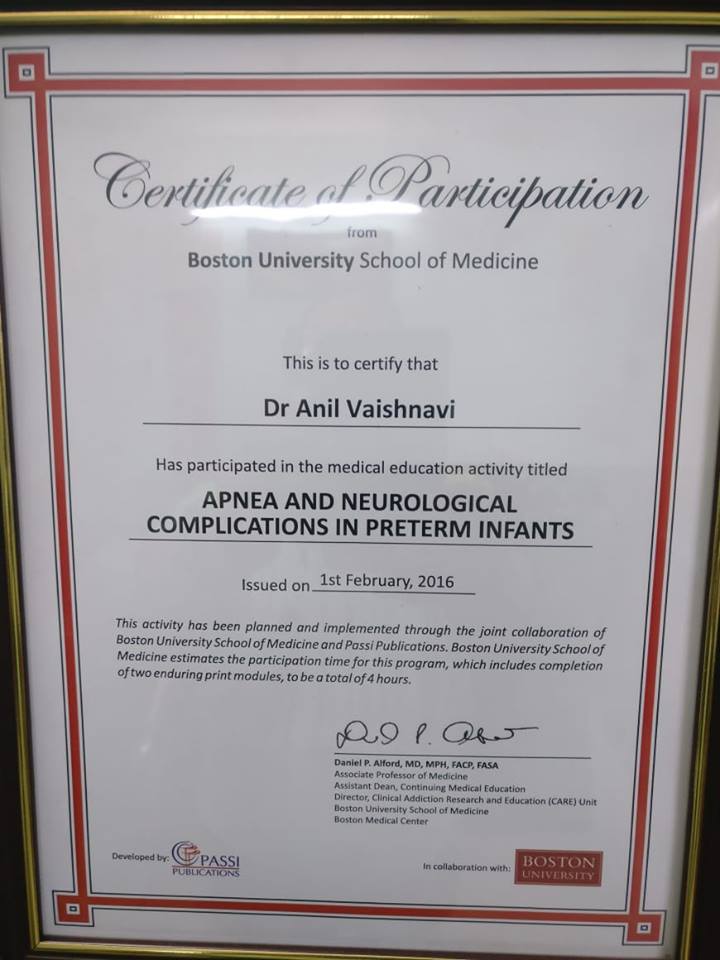 Certificate of Participation
from
Boston University School of Medicine
This is to certify that
Dr Anil Vaishnavi
Has participated in the medical education activity titled
APNEA AND NEUROLOGICAL
COMPLICATIONS IN PRETERM INFANTS
Issued on 1st February, 2016
This activity has been planned and implemented through the joint collaboration of
Boston University School of Medicine and Passi Publications. Boston University School of
Medicine estimates the participation time for this program, which includes completion
of two enduring print modules, to be a total of 4 hours.
Daniel P. Alford, MD, MPH, FACP, FASA
Associate Professor of Medicine
Assistant Dean, Continuing Medical Education
Director, Clinical Addiction Research and Education (CARE) Unit
Boston University School of Medicine
Boston Medical Center
Developed by: PASSI
PUBLICATIONS
In collaboration with: BOSTON
UNIVERSITY